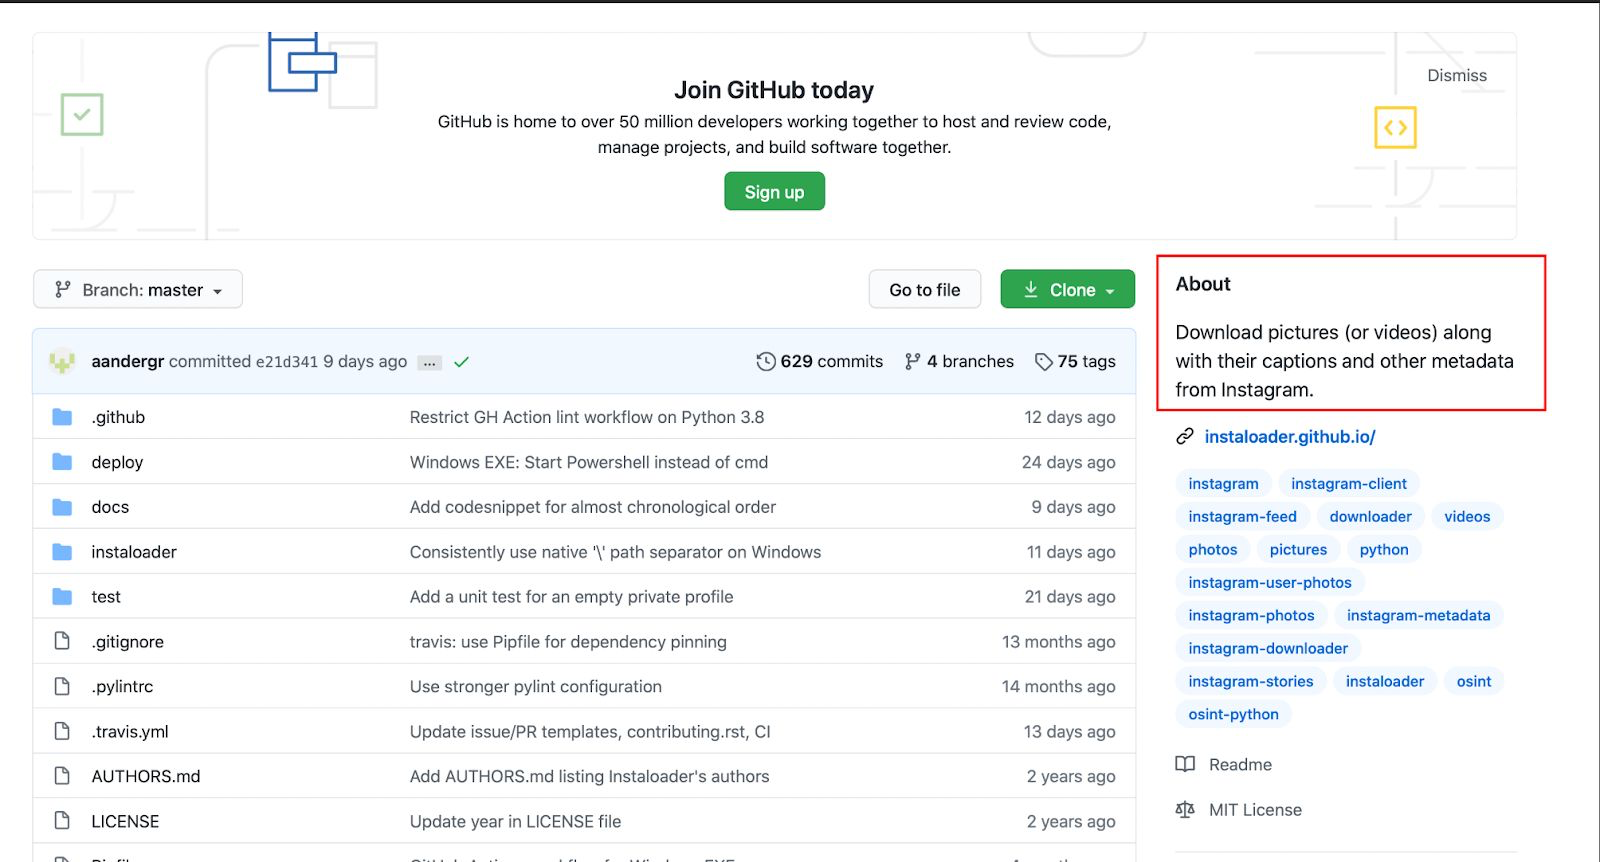 Join GitHub today
Dismiss
GitHub is home to over 50 million developers working together to host and review code,
manage projects, and build software together.
Sign up
Branch: master
Go to file
Clone
aandergr committed e21d341 9 days ago ... 629 commits 4 branches 75 tags
.github Restrict GH Action lint workflow on Python 3.8 12 days ago
deploy Windows EXE: Start Powershell instead of cmd 24 days ago
docs Add codesnippet for almost chronological order 9 days ago
instaloader Consistently use native '\' path separator on Windows 11 days ago
test Add a unit test for an empty private profile 21 days ago
.gitignore travis: use Pipfile for dependency pinning 13 months ago
.pylintrc Use stronger pylint configuration 14 months ago
.travis.yml Update issue/PR templates, contributing.rst, CI 13 days ago
AUTHORS.md Add AUTHORS.md listing Instaloader's authors 2 years ago
LICENSE Update year in LICENSE file 2 years ago
About
Download pictures (or videos) along
with their captions and other metadata
from Instagram.
instaloader.github.io/
instagram instagram-client
instagram-feed downloader videos
photos pictures python
instagram-user-photos
instagram-photos instagram-metadata
instagram-downloader
instagram-stories instaloader osint
osint-python
Readme
MIT License